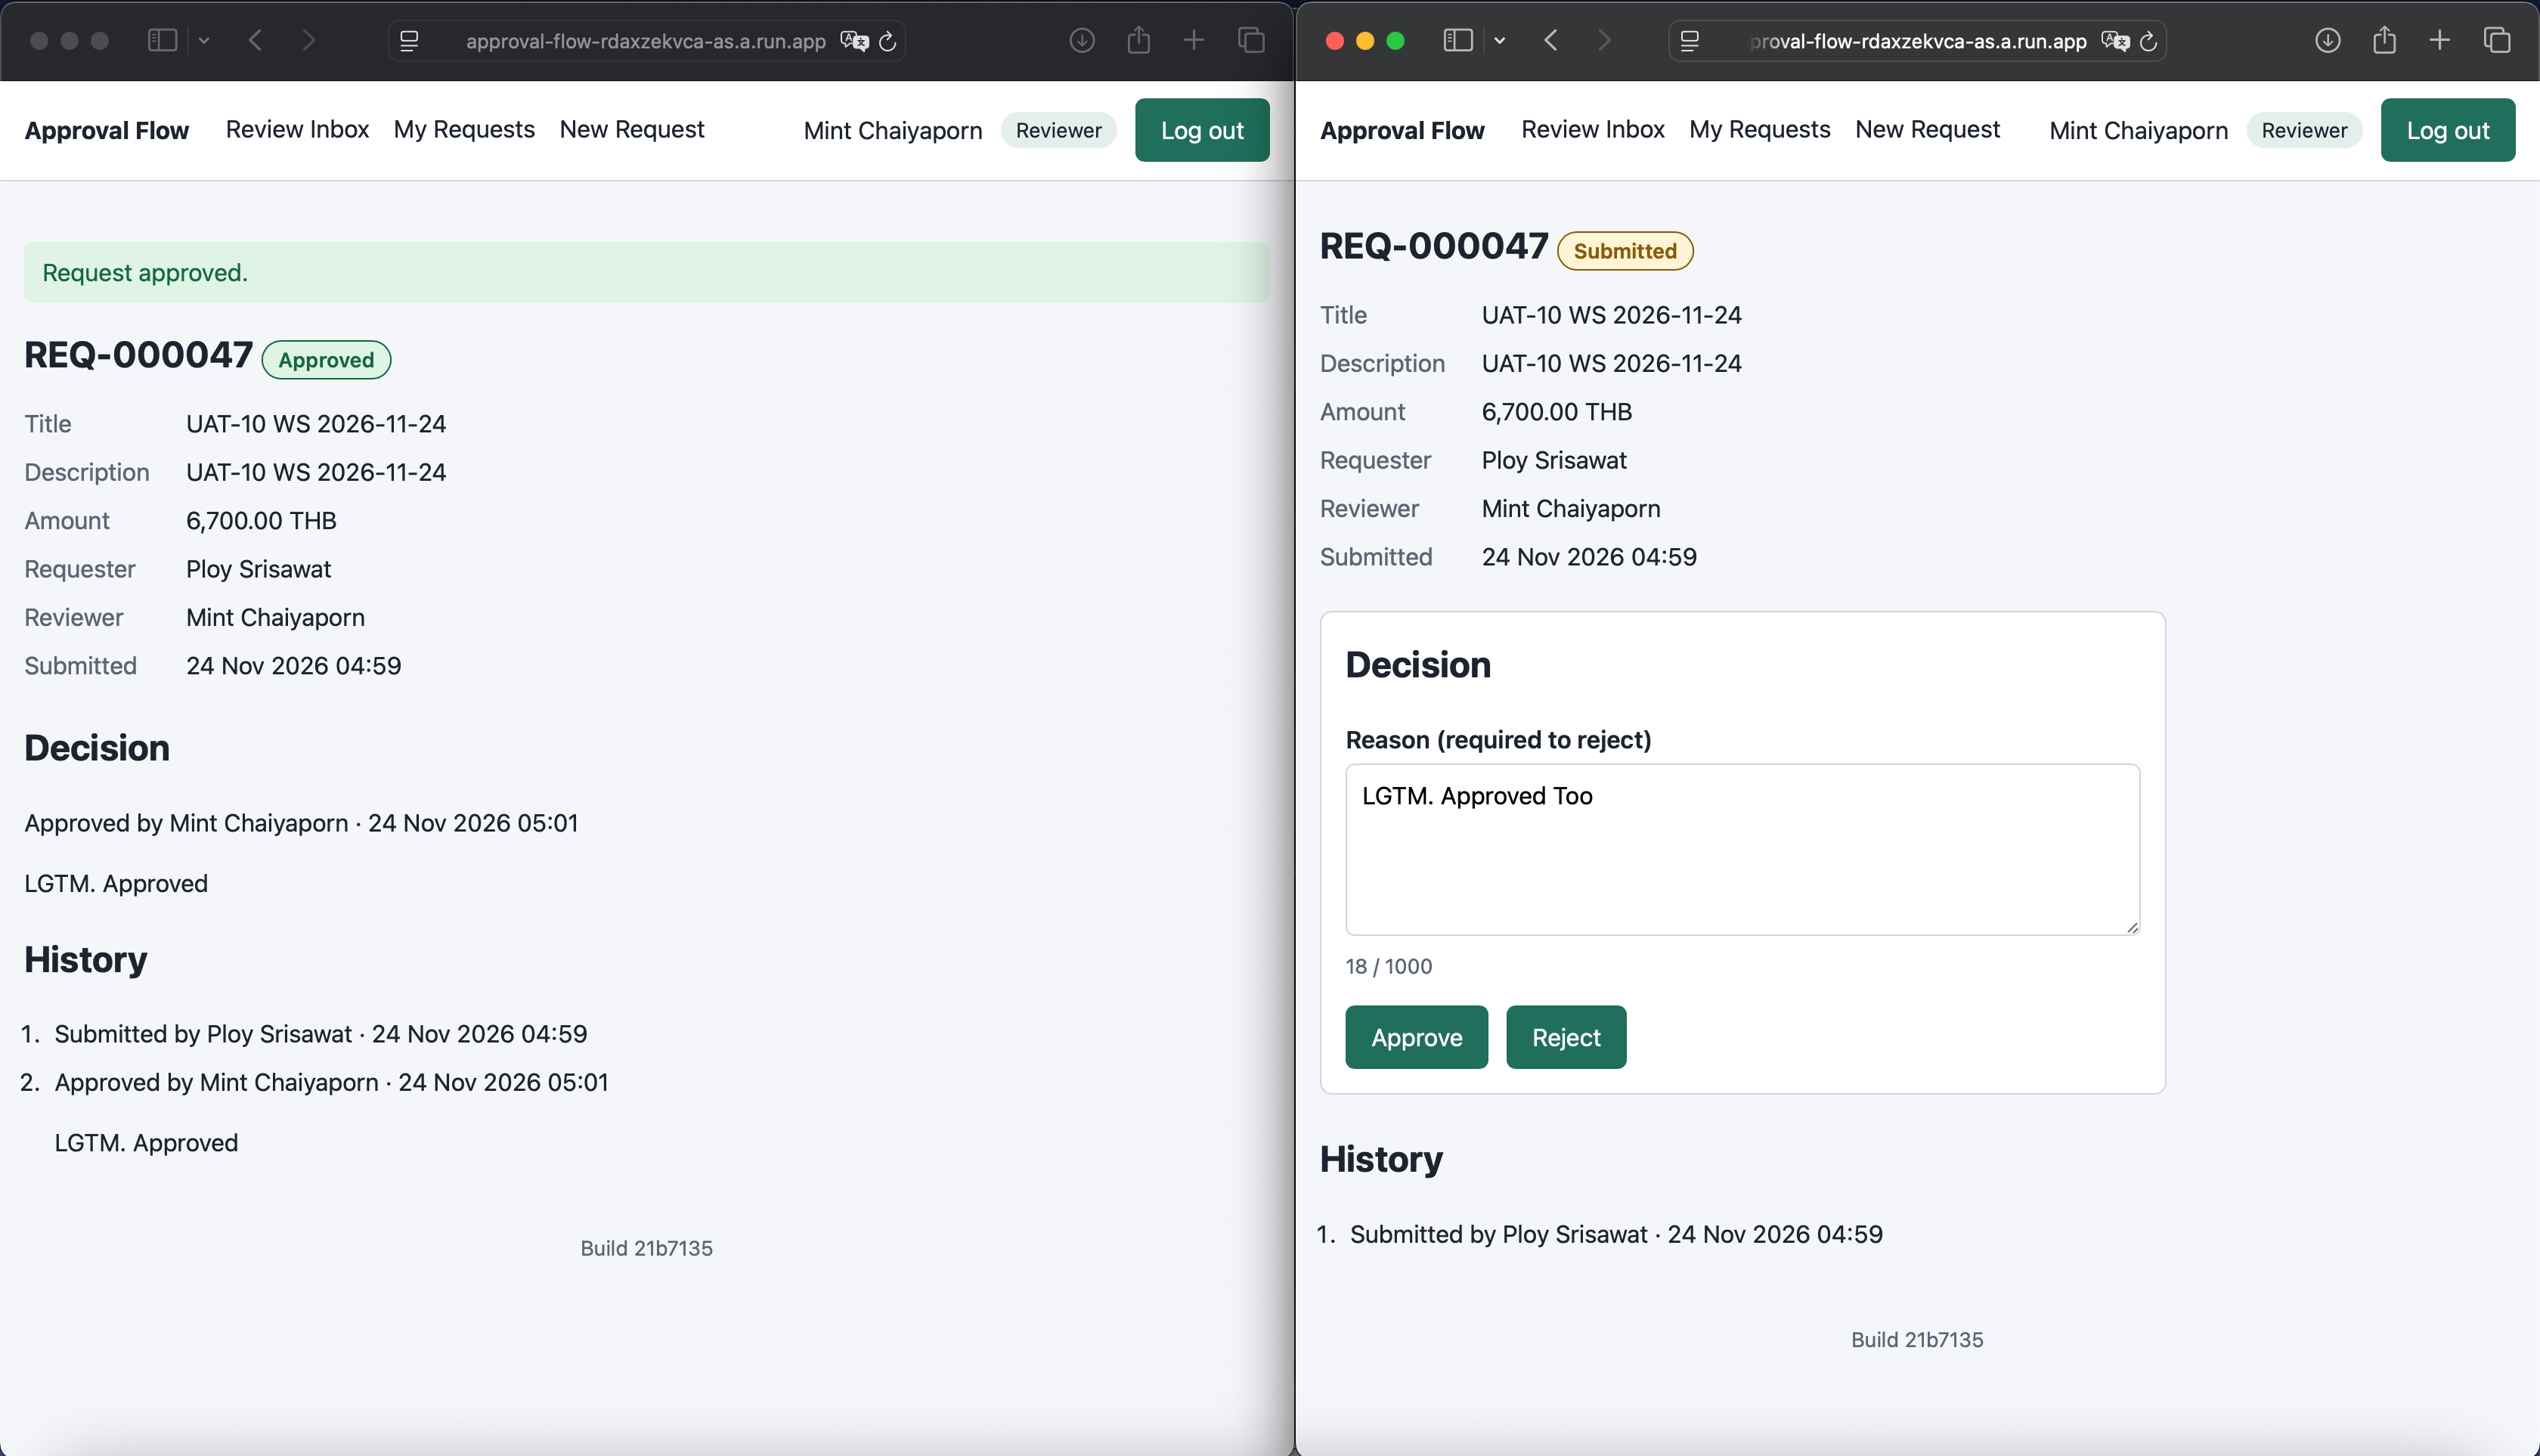 approval-flow-rdaxzekvca-as.a.run.app
Approval Flow Review Inbox My Requests New Request Mint Chaiyaporn Reviewer Log out
Request approved.
REQ-000047 Approved
Title UAT-10 WS 2026-11-24
Description UAT-10 WS 2026-11-24
Amount 6,700.00 THB
Requester Ploy Srisawat
Reviewer Mint Chaiyaporn
Submitted 24 Nov 2026 04:59
Decision
Approved by Mint Chaiyaporn · 24 Nov 2026 05:01
LGTM. Approved
History
1. Submitted by Ploy Srisawat · 24 Nov 2026 04:59
2. Approved by Mint Chaiyaporn · 24 Nov 2026 05:01
LGTM. Approved
Build 21b7135
proval-flow-rdaxzekvca-as.a.run.app
Approval Flow Review Inbox My Requests New Request Mint Chaiyaporn Reviewer Log out
REQ-000047 Submitted
Title UAT-10 WS 2026-11-24
Description UAT-10 WS 2026-11-24
Amount 6,700.00 THB
Requester Ploy Srisawat
Reviewer Mint Chaiyaporn
Submitted 24 Nov 2026 04:59
Decision
Reason (required to reject)
LGTM. Approved Too
18 / 1000
Approve Reject
History
1. Submitted by Ploy Srisawat · 24 Nov 2026 04:59
Build 21b7135